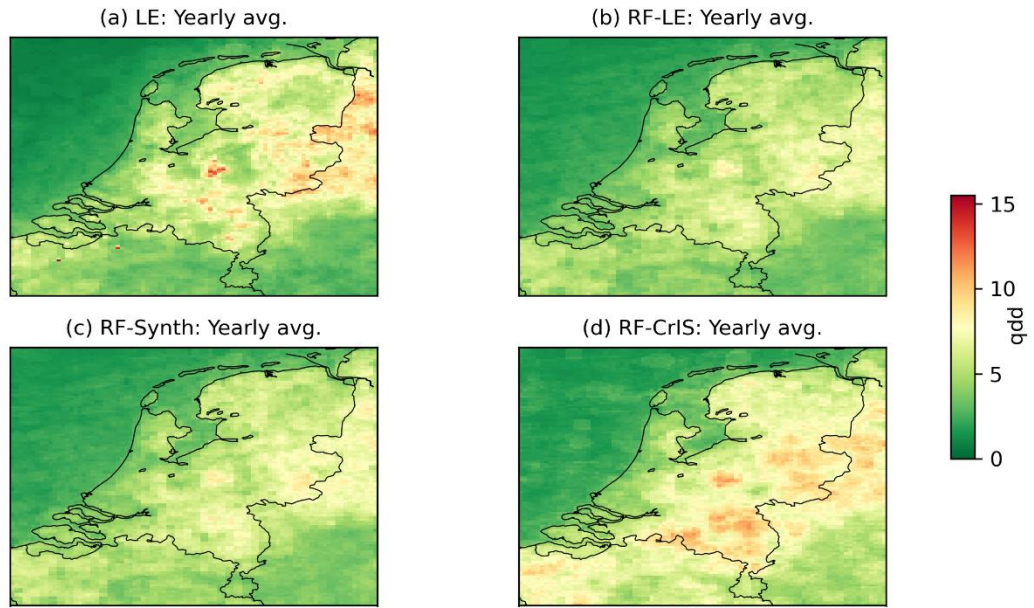 (a) LE: Yearly avg.
(b) RF-LE: Yearly avg.
(c) RF-Synth: Yearly avg.
(d) RF-CrIS: Yearly avg.
15
10
5
0
ppb